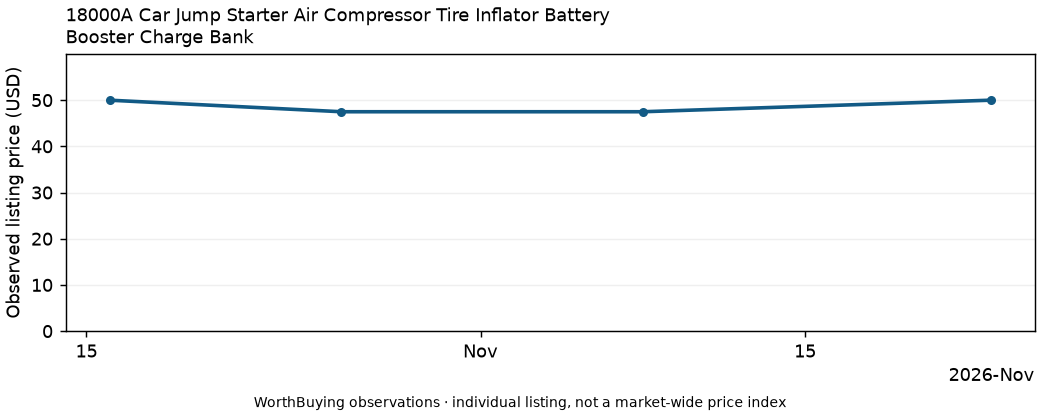 18000A Car Jump Starter Air Compressor Tire Inflator Battery
Booster Charge Bank
Observed listing price (USD)
50
40
30
20
10
0
15
Nov
15
2026-Nov
WorthBuying observations · individual listing, not a market-wide price index